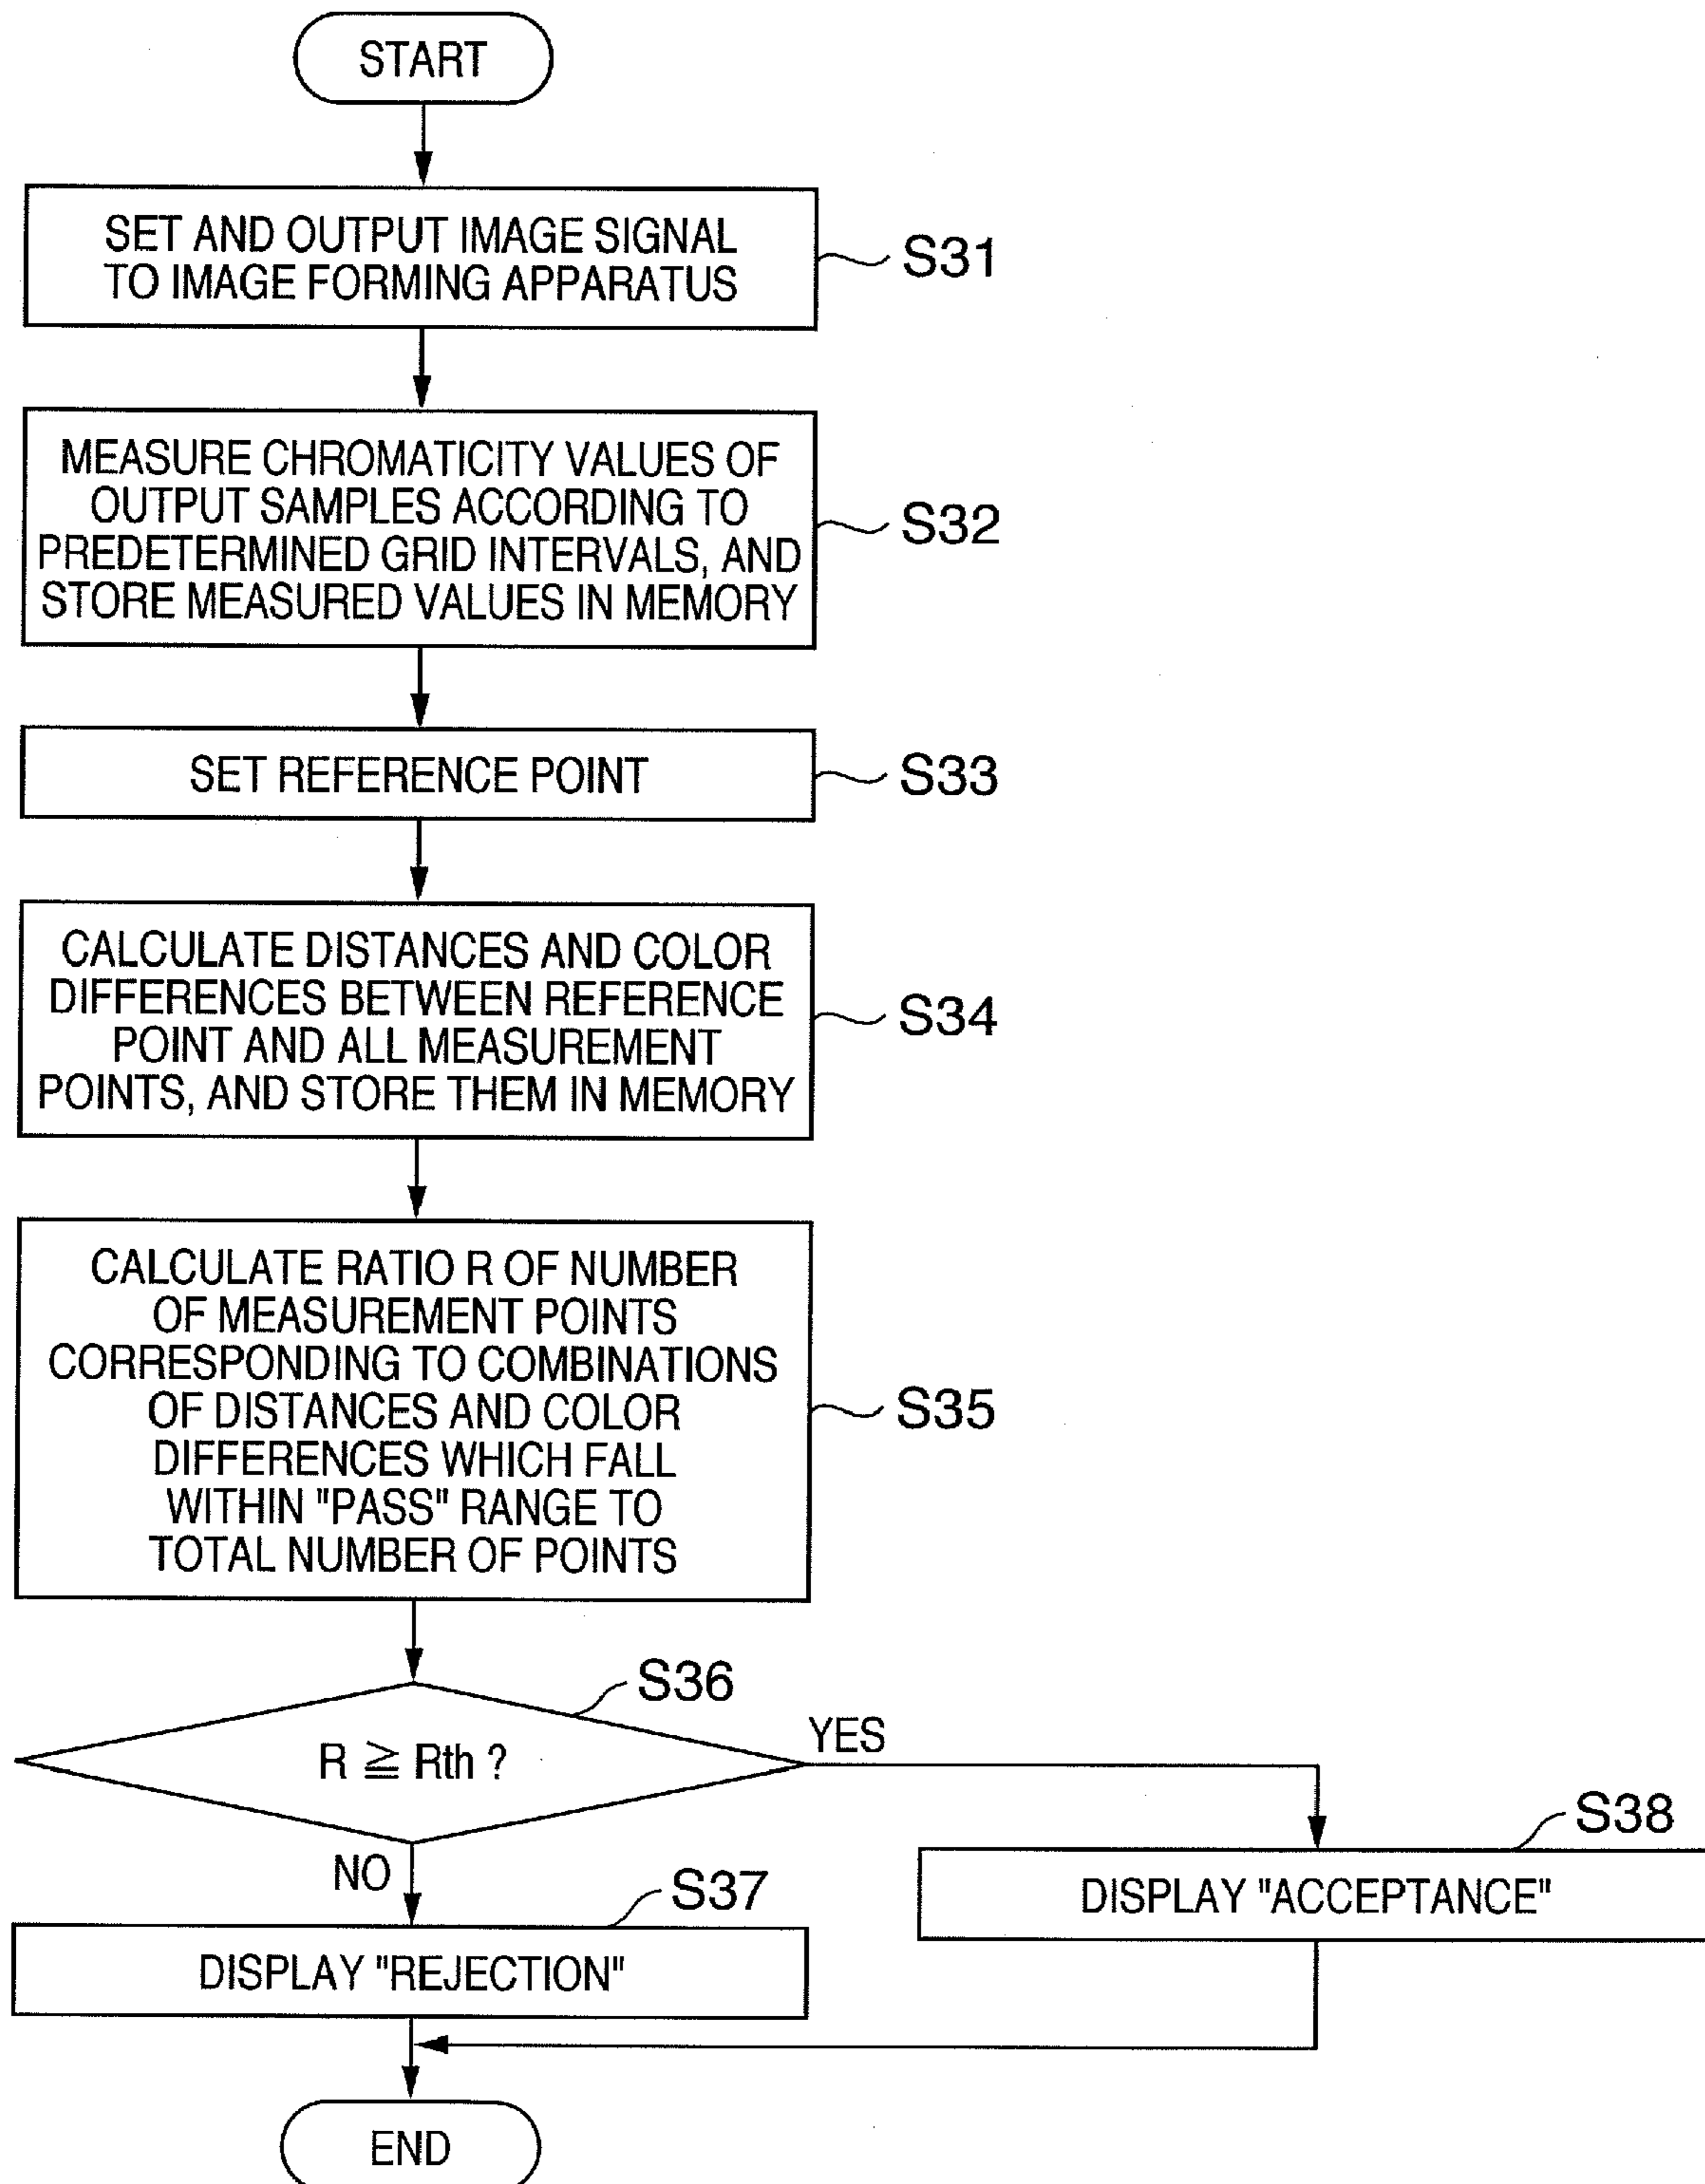 START
SET AND OUTPUT IMAGE SIGNAL
TO IMAGE FORMING APPARATUS
S31
MEASURE CHROMATICITY VALUES OF
OUTPUT SAMPLES ACCORDING TO
PREDETERMINED GRID INTERVALS, AND
STORE MEASURED VALUES IN MEMORY
S32
SET REFERENCE POINT
S33
CALCULATE DISTANCES AND COLOR
DIFFERENCES BETWEEN REFERENCE
POINT AND ALL MEASUREMENT
POINTS, AND STORE THEM IN MEMORY
S34
CALCULATE RATIO R OF NUMBER
OF MEASUREMENT POINTS
CORRESPONDING TO COMBINATIONS
OF DISTANCES AND COLOR
DIFFERENCES WHICH FALL
WITHIN "PASS" RANGE TO
TOTAL NUMBER OF POINTS
S35
S36
R ≧ Rth ?
YES
NO
S38
DISPLAY "ACCEPTANCE"
S37
DISPLAY "REJECTION"
END